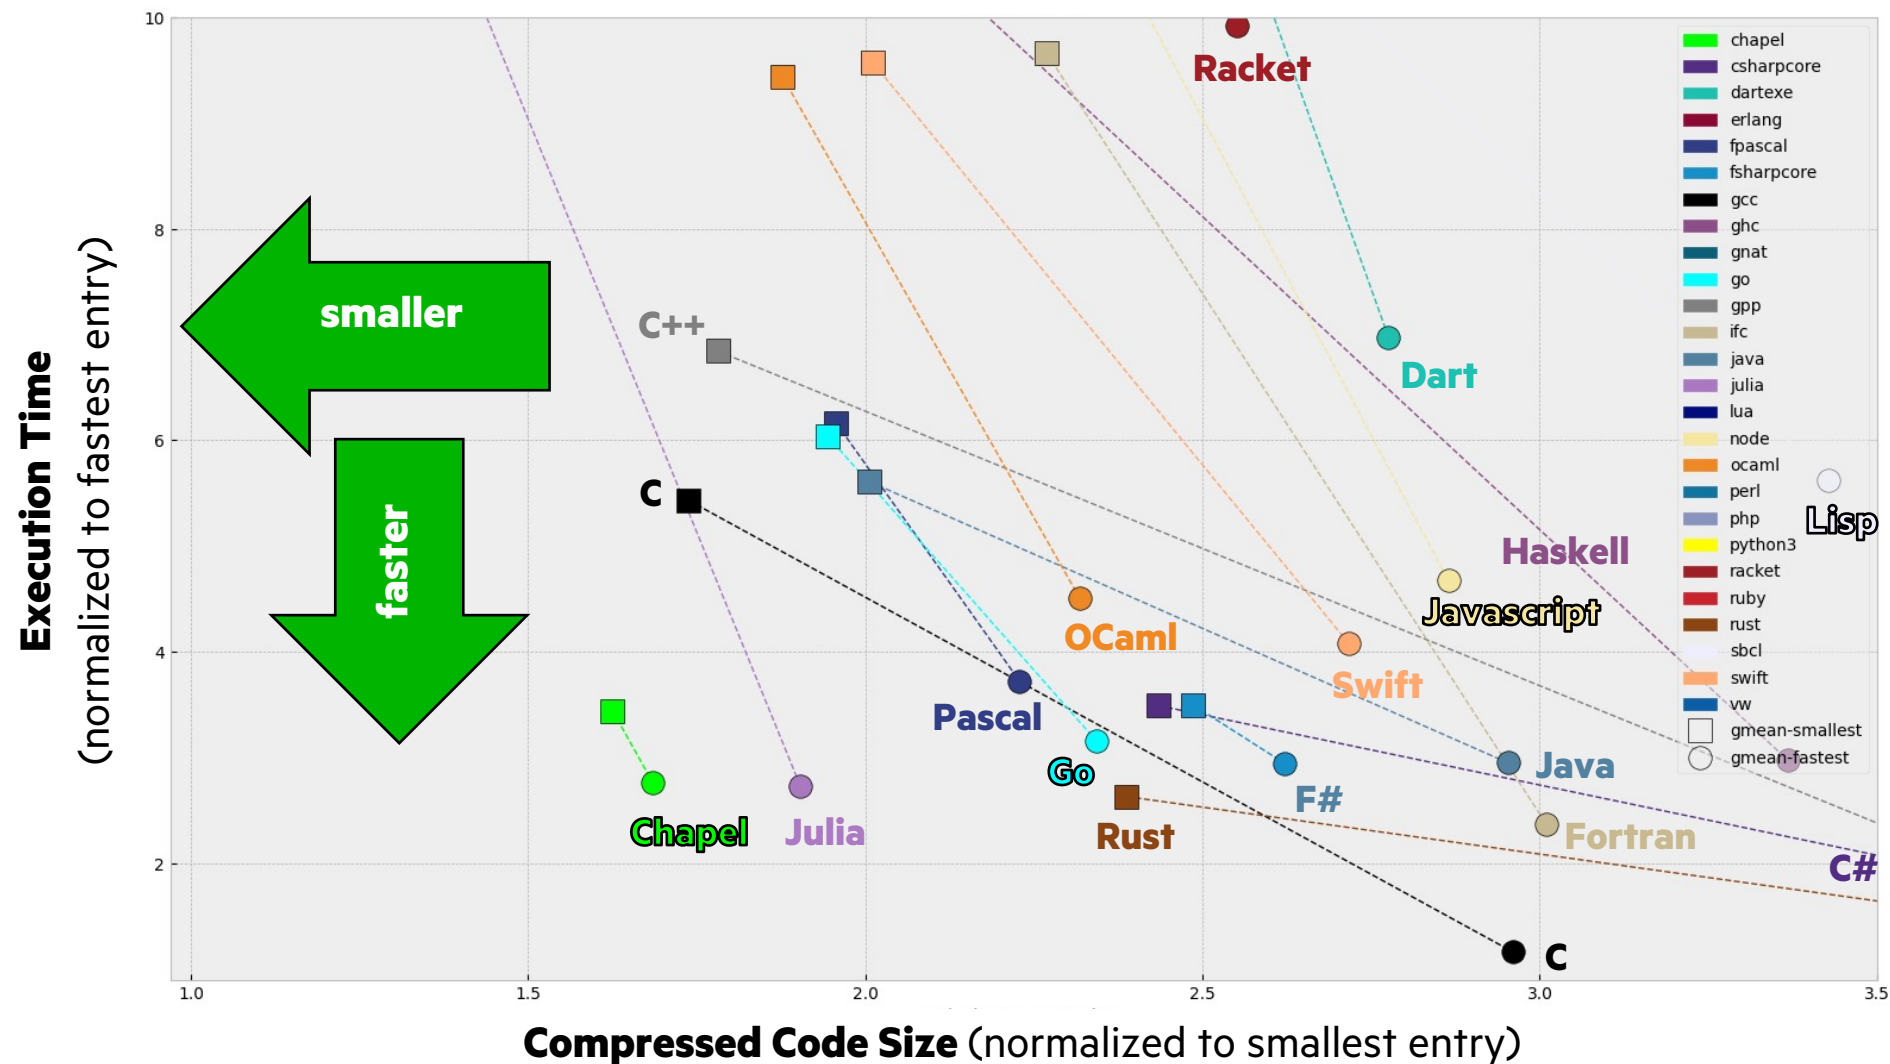 Execution Time
(normalized to fastest entry)
10
8
6
4
2
smaller
faster
C++
C
Racket
Dart
Haskell
Lisp
Javascript
OCaml
Swift
Pascal
Go
Java
F#
Chapel
Julia
Rust
Fortran
C#
C
chapel
csharpcore
dartexe
erlang
fpascal
fsharpcore
gcc
ghc
gnat
go
gpp
ifc
java
julia
lua
node
ocaml
perl
php
python3
racket
ruby
rust
sbcl
swift
vw
gmean-smallest
gmean-fastest
1.0
1.5
2.0
2.5
3.0
3.5
Compressed Code Size (normalized to smallest entry)